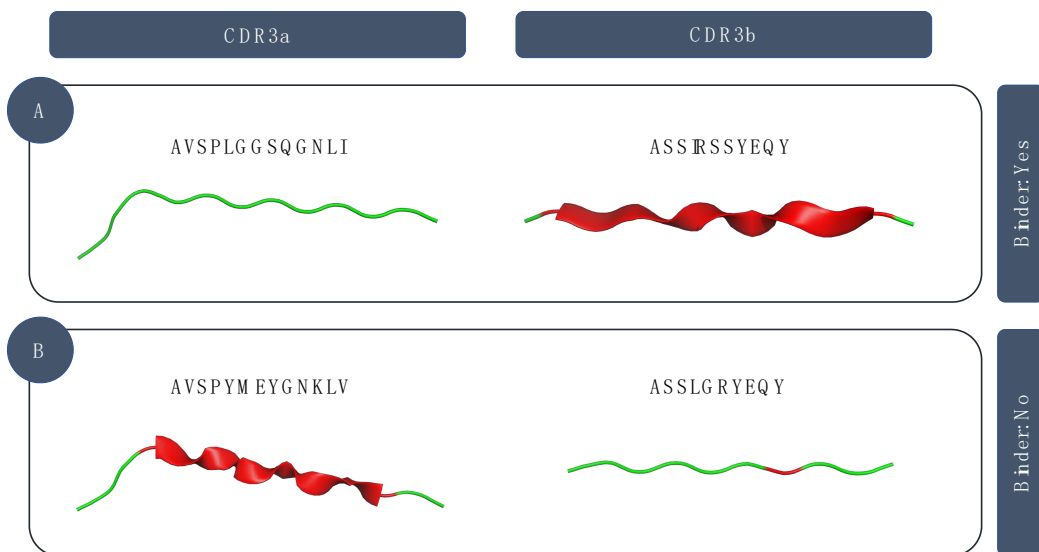 CDR3a
CDR3b
A
AVSPLGGSQGNLI
ASSIRSSYEQY
Binder:Yes
B
AVSPYMEYGNKLV
ASSLGRYEQY
Binder:No